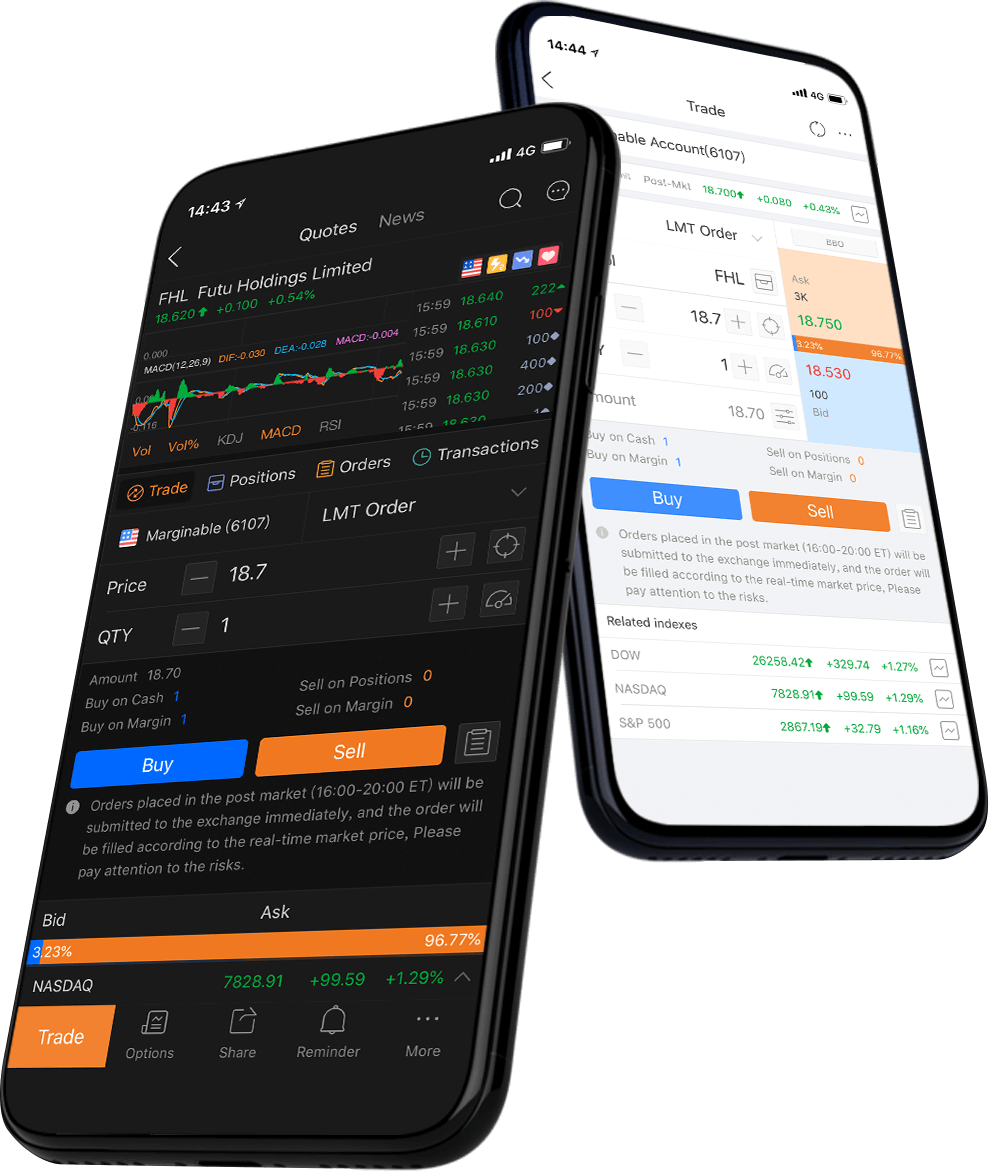 14:43
4G
Quotes
News
FHL Futu Holdings Limited
18.620 +0.100 +0.54%
0.000
MACD(12,26,9) DIF:-0.030 DEA:-0.028 MACD:-0.004
-0.116
15:59 18.640 222
15:59 18.610 100
15:59 18.630 100
15:59 18.630 400
15:59 18.630 200
15:59 18.630
Vol Vol% KDJ MACD RSI
Trade Positions Orders Transactions
Marginable (6107) LMT Order
Price 18.7
QTY 1
Amount 18.70
Buy on Cash 1 Sell on Positions 0
Buy on Margin 1 Sell on Margin 0
Buy Sell
Orders placed in the post market (16:00-20:00 ET) will be
submitted to the exchange immediately, and the order will
be filled according to the real-time market price, Please
pay attention to the risks.
Bid Ask
3.23% 96.77%
NASDAQ 7828.91 +99.59 +1.29%
Trade Options Share Reminder More
14:44
4G
Trade
Account(6107)
Post-Mkt 18.700 +0.080 +0.43%
LMT Order
BBO
FHL
Ask
3K
18.7
18.750
3.23% 96.77%
1
18.530
100
18.70
Bid
Buy on Cash 1 Sell on Positions 0
Buy on Margin 1 Sell on Margin 0
Buy Sell
Orders placed in the post market (16:00-20:00 ET) will be
submitted to the exchange immediately, and the order will
be filled according to the real-time market price, Please
pay attention to the risks.
Related indexes
DOW 26258.42 +329.74 +1.27%
NASDAQ 7828.91 +99.59 +1.29%
S&P 500 2867.19 +32.79 +1.16%